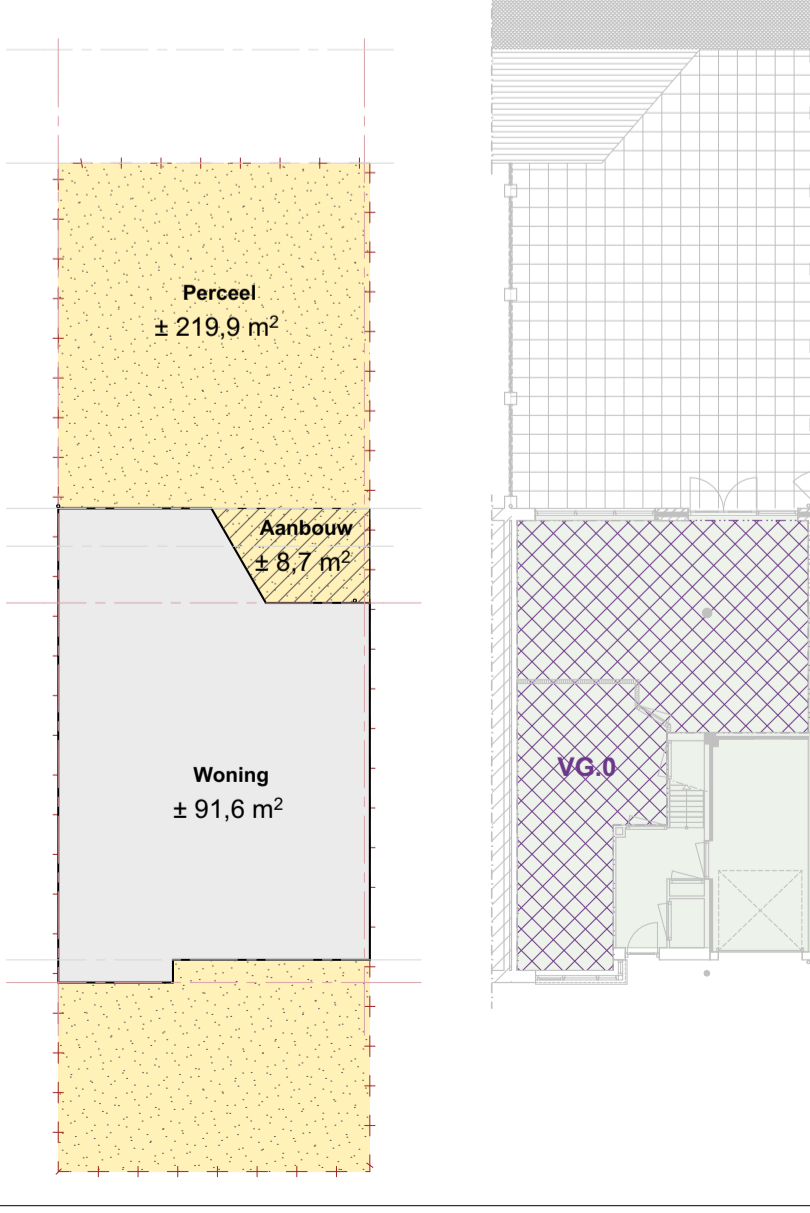 Perceel
± 219,9 m²
Aanbouw
± 8,7 m²
Woning
± 91,6 m²
VG.0